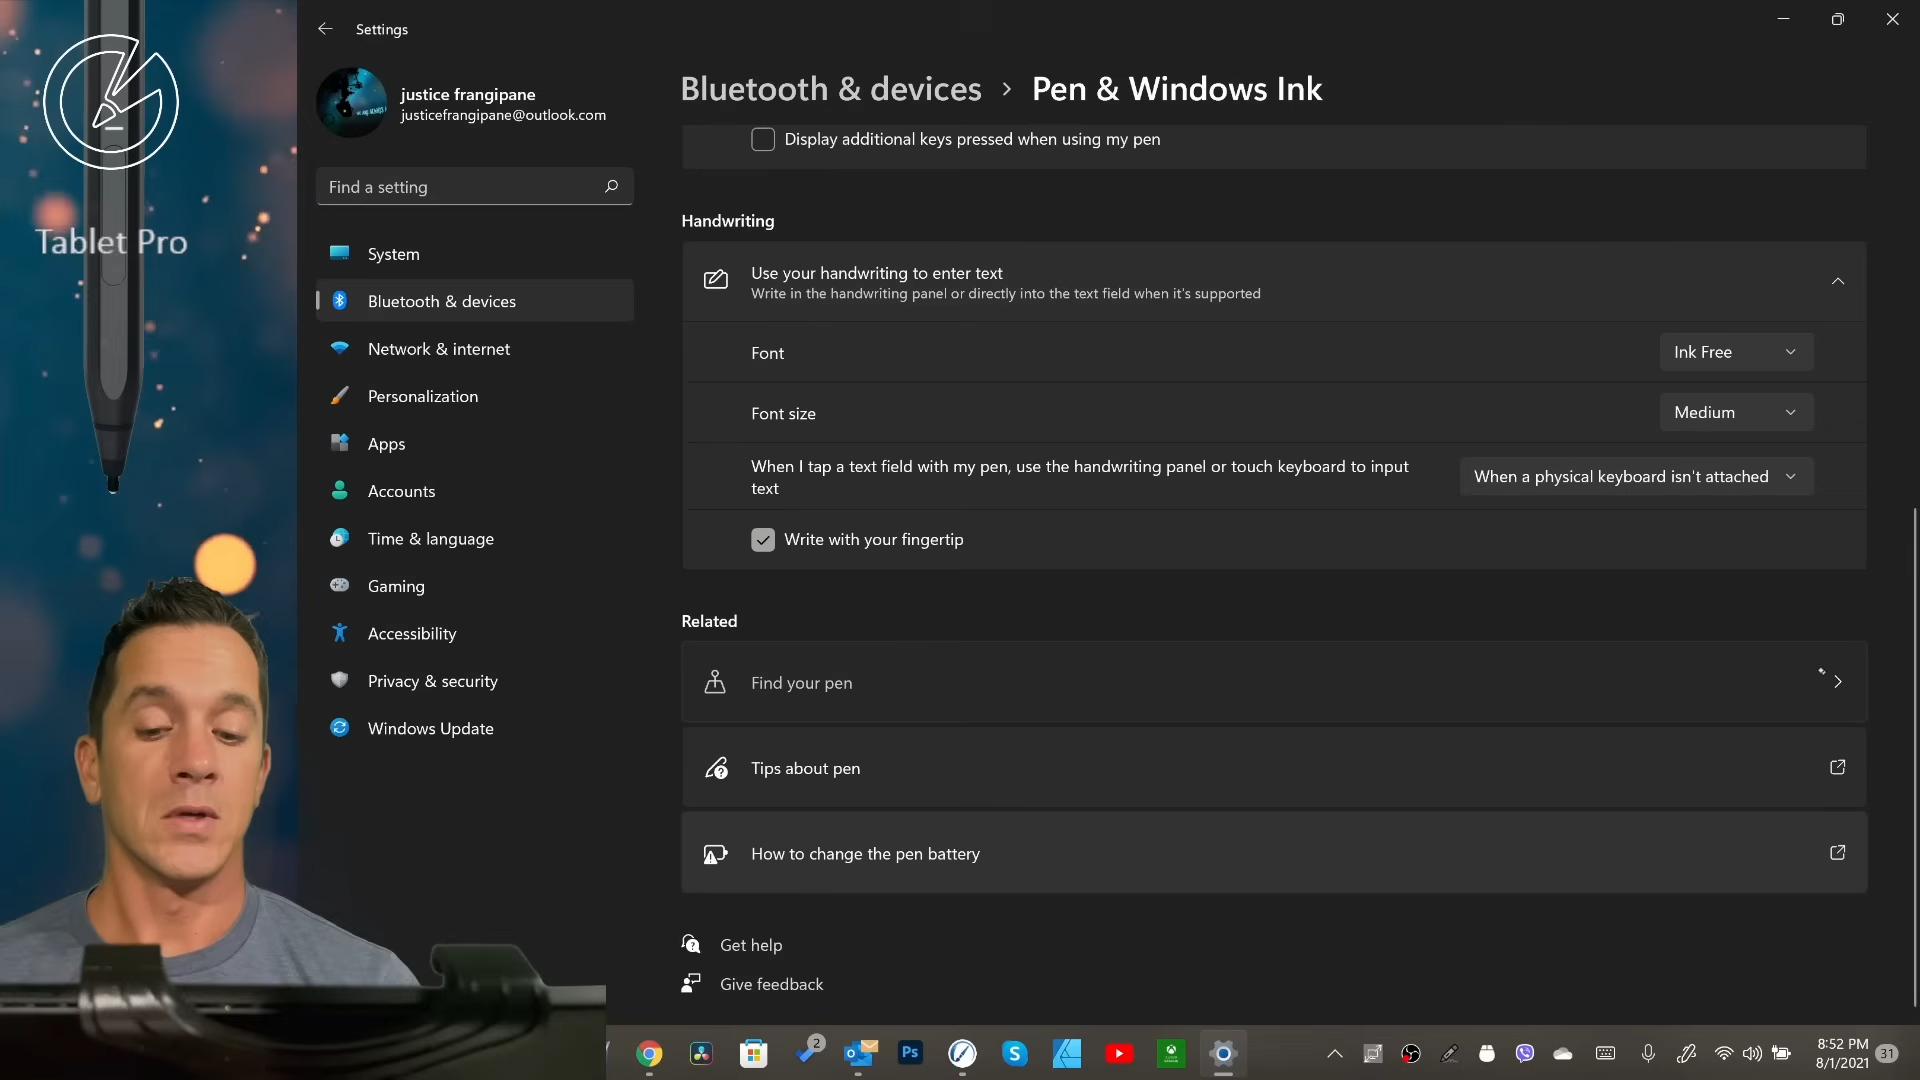 Settings
Tablet Pro
justice frangipane
justicefrangipane@outlook.com
Find a setting
System
Bluetooth & devices
Network & internet
Personalization
Apps
Accounts
Time & language
Gaming
Accessibility
Privacy & security
Windows Update
Bluetooth & devices › Pen & Windows Ink
Display additional keys pressed when using my pen
Handwriting
Use your handwriting to enter text
Write in the handwriting panel or directly into the text field when it's supported
Font
Ink Free
Font size
Medium
When I tap a text field with my pen, use the handwriting panel or touch keyboard to input
text
When a physical keyboard isn't attached
Write with your fingertip
Related
Find your pen
Tips about pen
How to change the pen battery
Get help
Give feedback
2
Ps
8:52 PM
8/1/2021
31